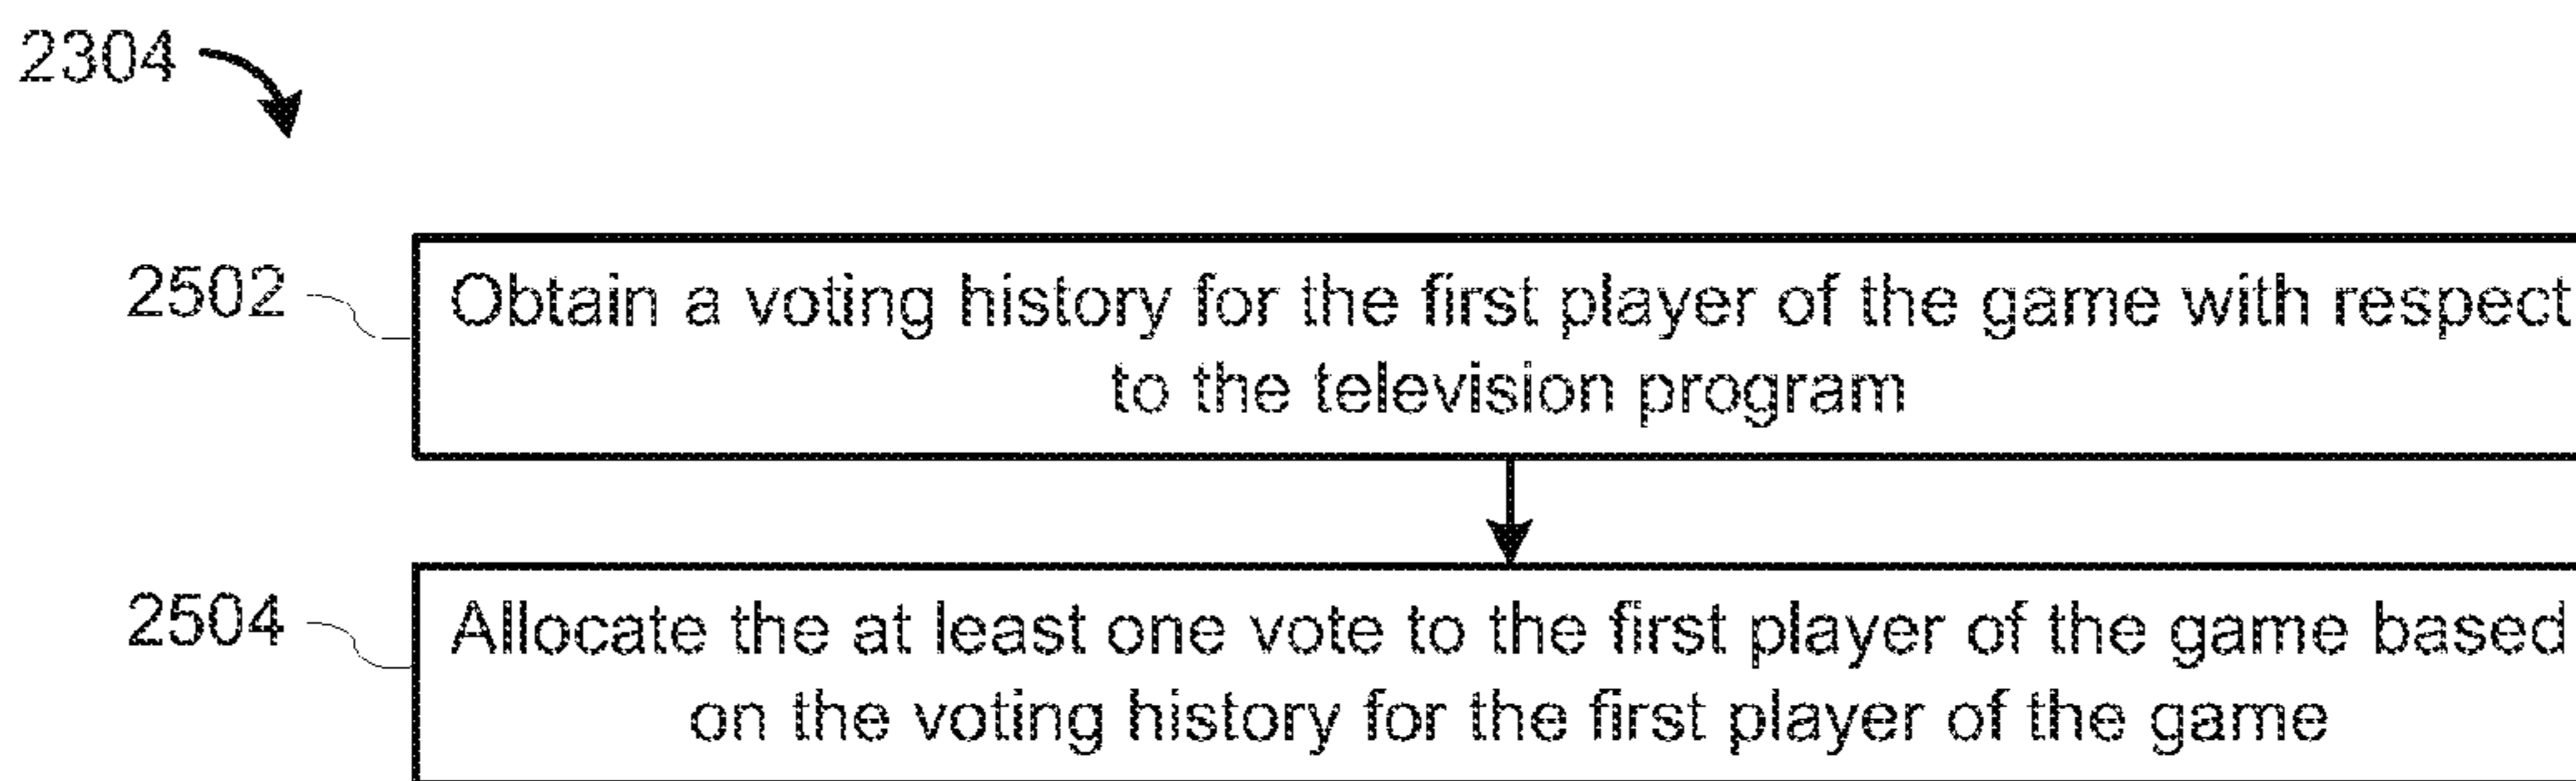 2304
2502
Obtain a voting history for the first player of the game with respect
to the television program
2504
Allocate the at least one vote to the first player of the game based
on the voting history for the first player of the game